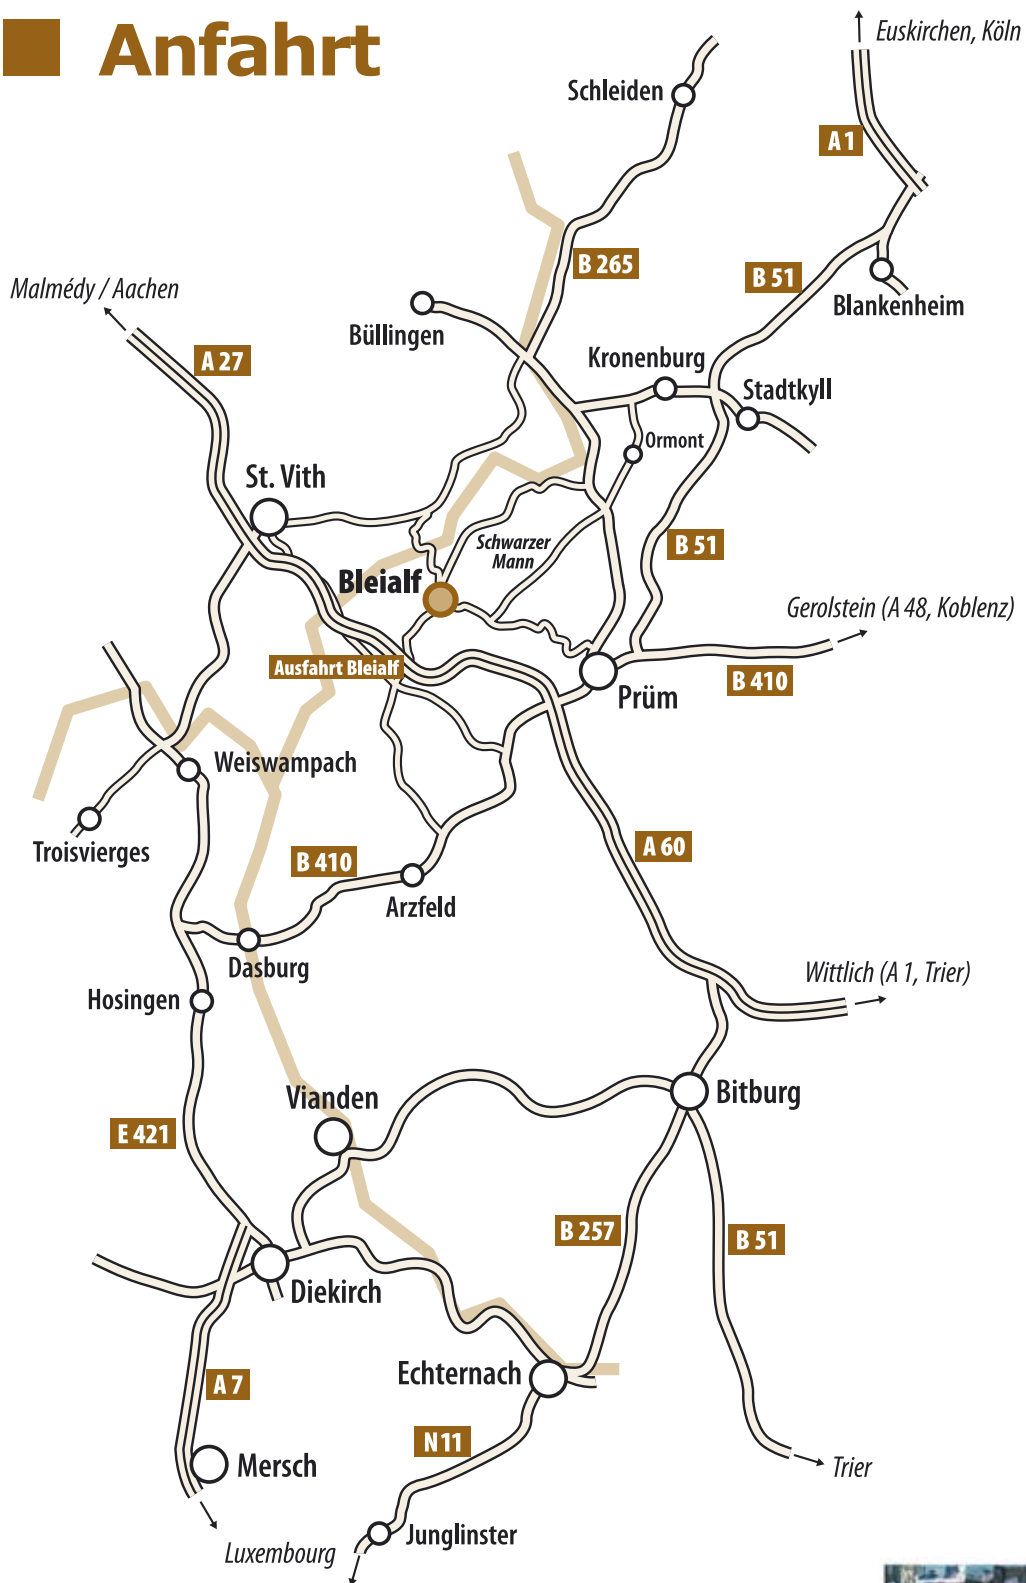 Anfahrt
Euskirchen, Köln
Schleiden
A 1
B 265
B 51
Malmédy / Aachen
Blankenheim
Büllingen
A 27
Kronenburg
Stadtkyll
Ormont
St. Vith
Schwarzer
Mann
B 51
Bleialf
Gerolstein (A 48, Koblenz)
Ausfahrt Bleialf
B 410
Prüm
Weiswampach
Troisvierges
B 410
A 60
Arzfeld
Dasburg
Wittlich (A 1, Trier)
Hosingen
Vianden
Bitburg
E 421
B 257
B 51
Diekirch
Echternach
A 7
N 11
Mersch
Trier
Junglinster
Luxembourg